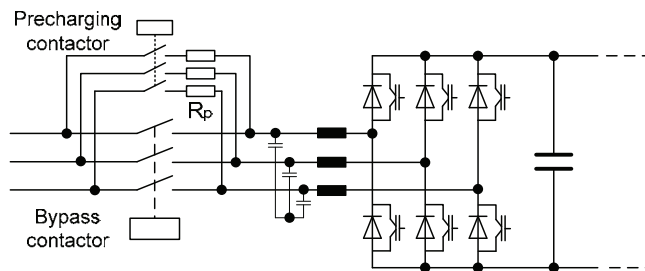 Precharging
contactor
Rp
Bypass
contactor